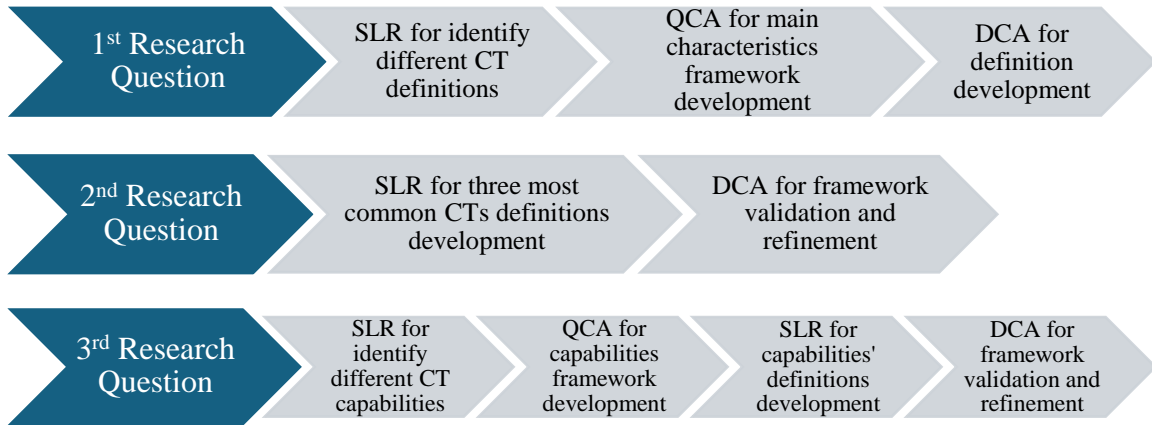 1st Research
Question
SLR for identify
different CT
definitions
QCA for main
characteristics
framework
development
DCA for
definition
development
2nd Research
Question
SLR for three most
common CTs definitions
development
DCA for framework
validation and
refinement
3rd Research
Question
SLR for
identify
different CT
capabilities
QCA for
capabilities
framework
development
SLR for
capabilities'
definitions
development
DCA for
framework
validation and
refinement